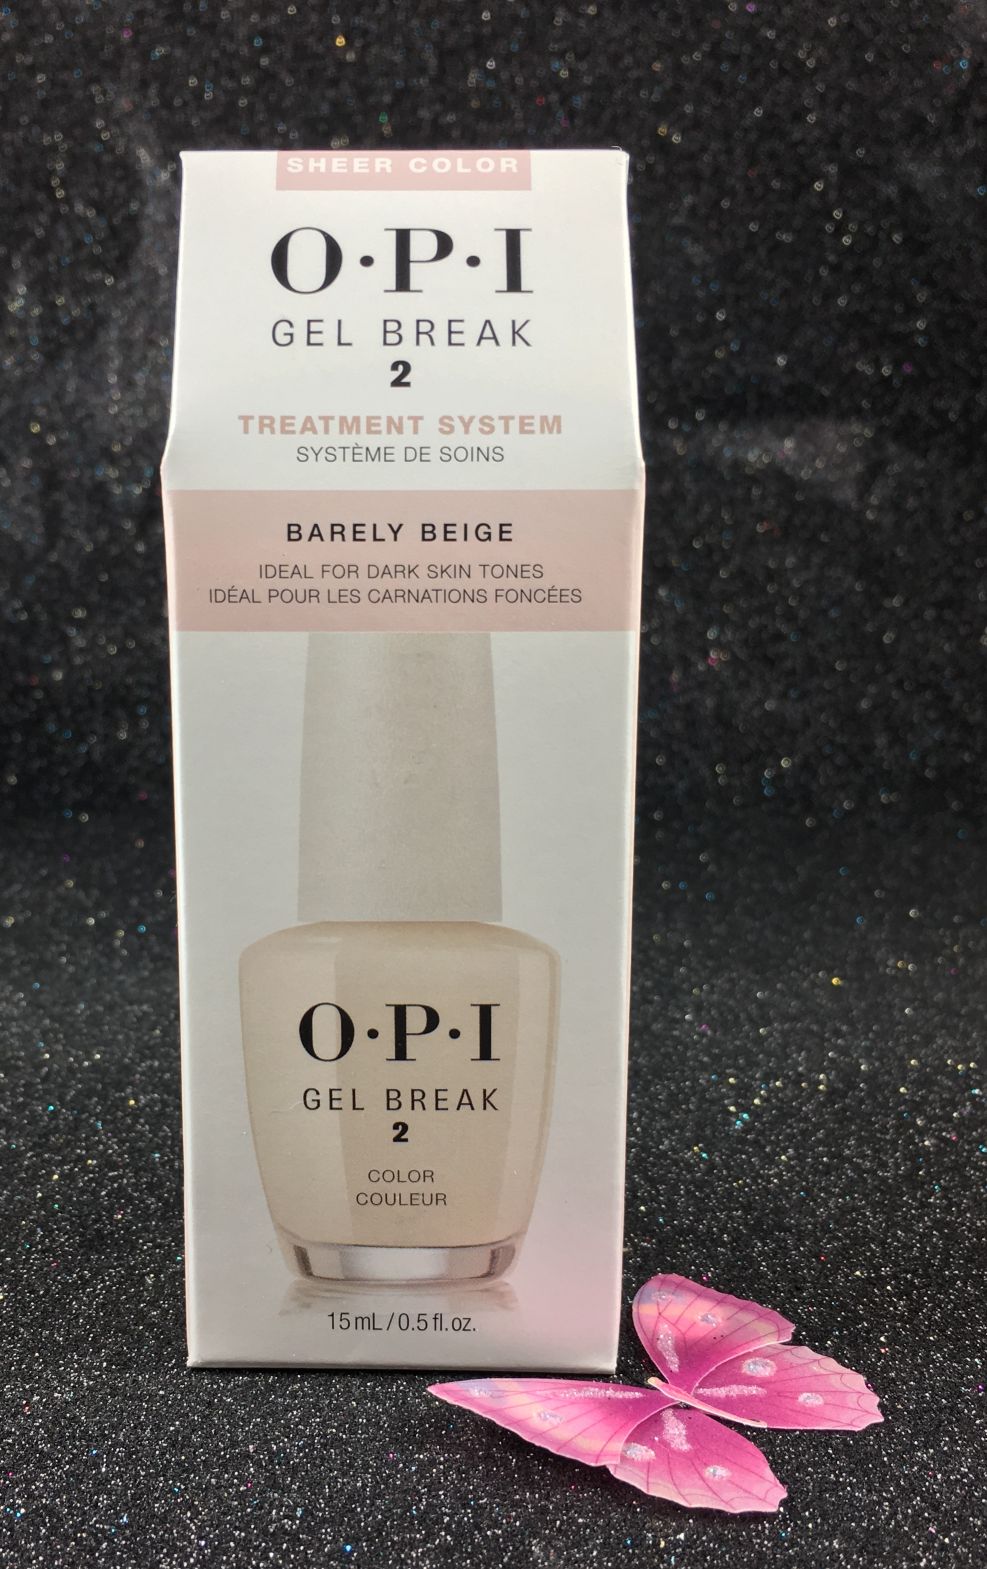 SHEER COLOR
O·P·I
GEL BREAK
2
TREATMENT SYSTEM
SYSTÈME DE SOINS
BARELY BEIGE
IDEAL FOR DARK SKIN TONES
IDÉAL POUR LES CARNATIONS FONCÉES
O·P·I
GEL BREAK
2
COLOR
COULEUR
15 mL / 0.5 fl. oz.